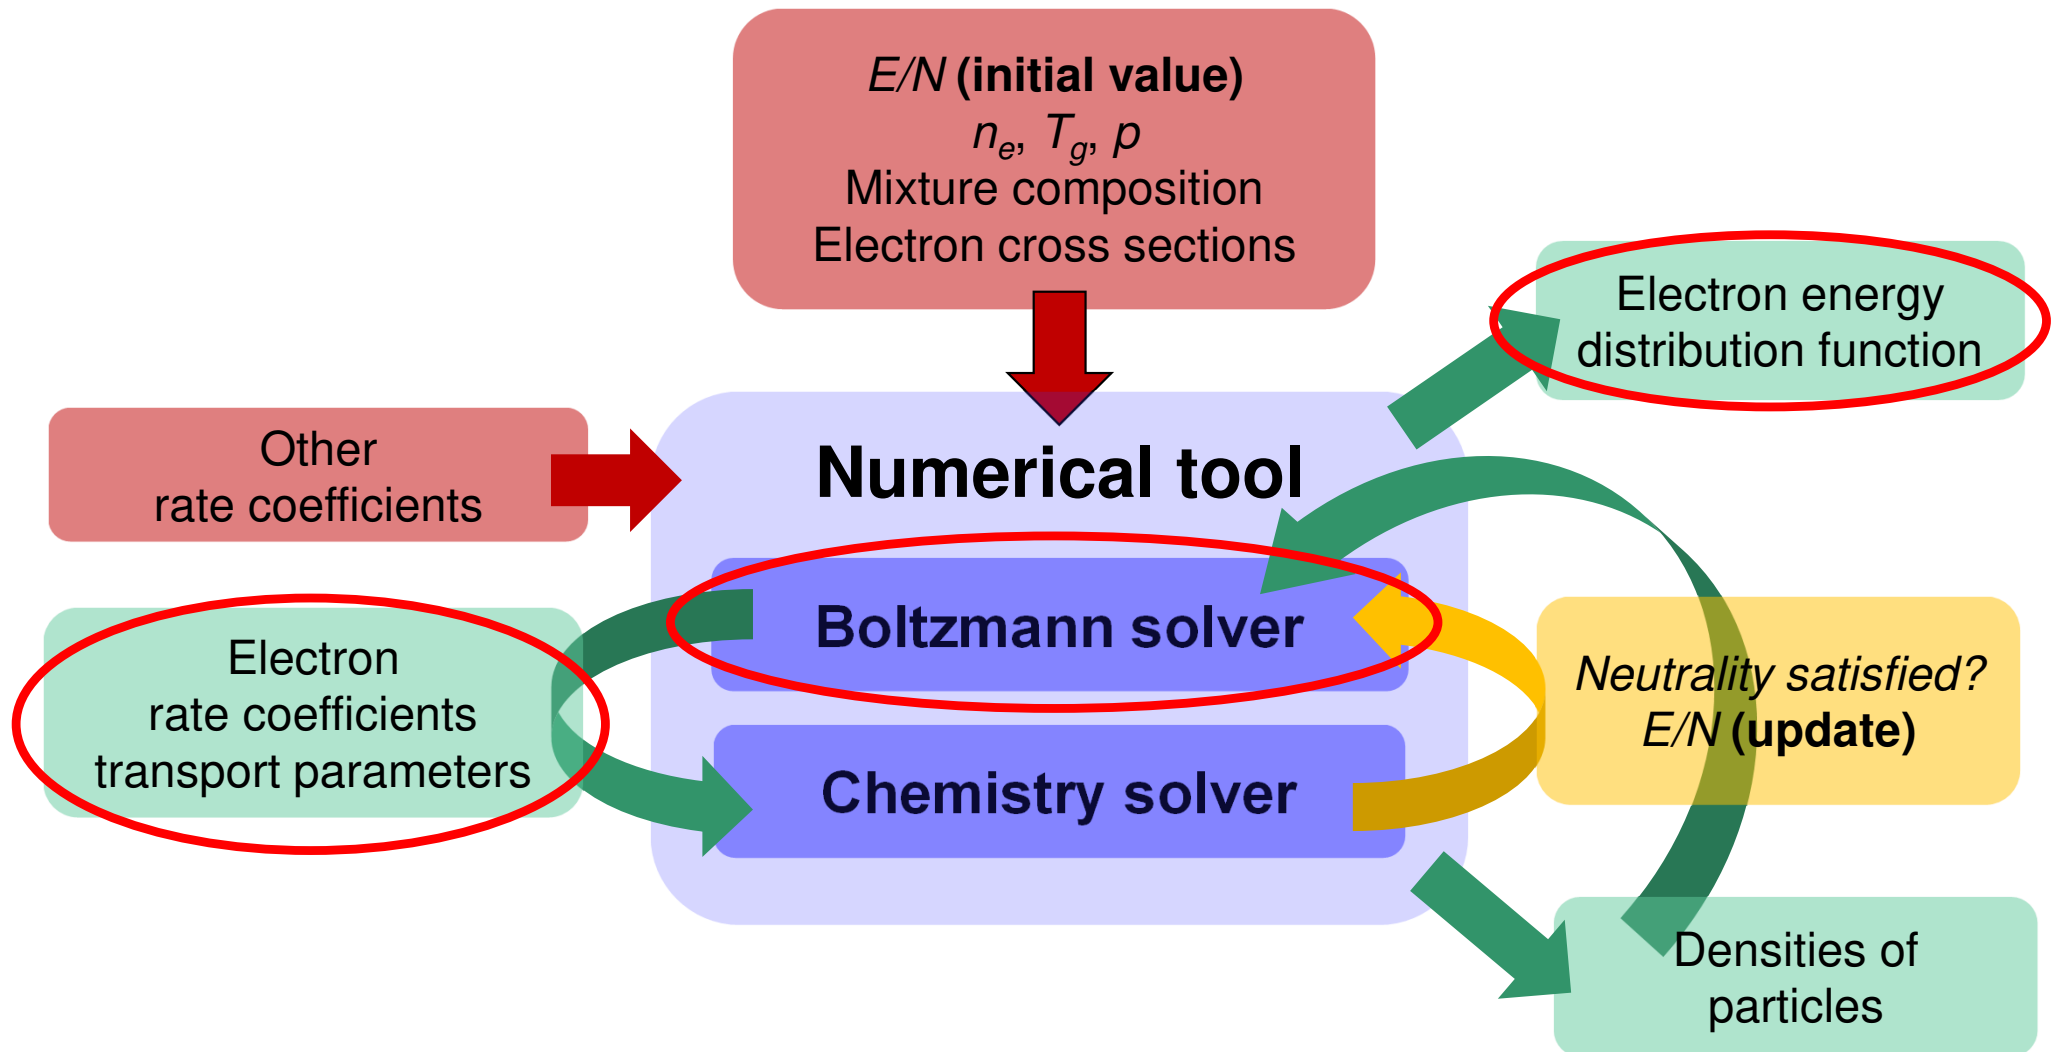 E/N (initial value)
nₑ, T_g, p
Mixture composition
Electron cross sections
Electron energy
distribution function
Other
rate coefficients
Numerical tool
Boltzmann solver
Electron
rate coefficients
transport parameters
Neutrality satisfied?
E/N (update)
Chemistry solver
Densities of
particles